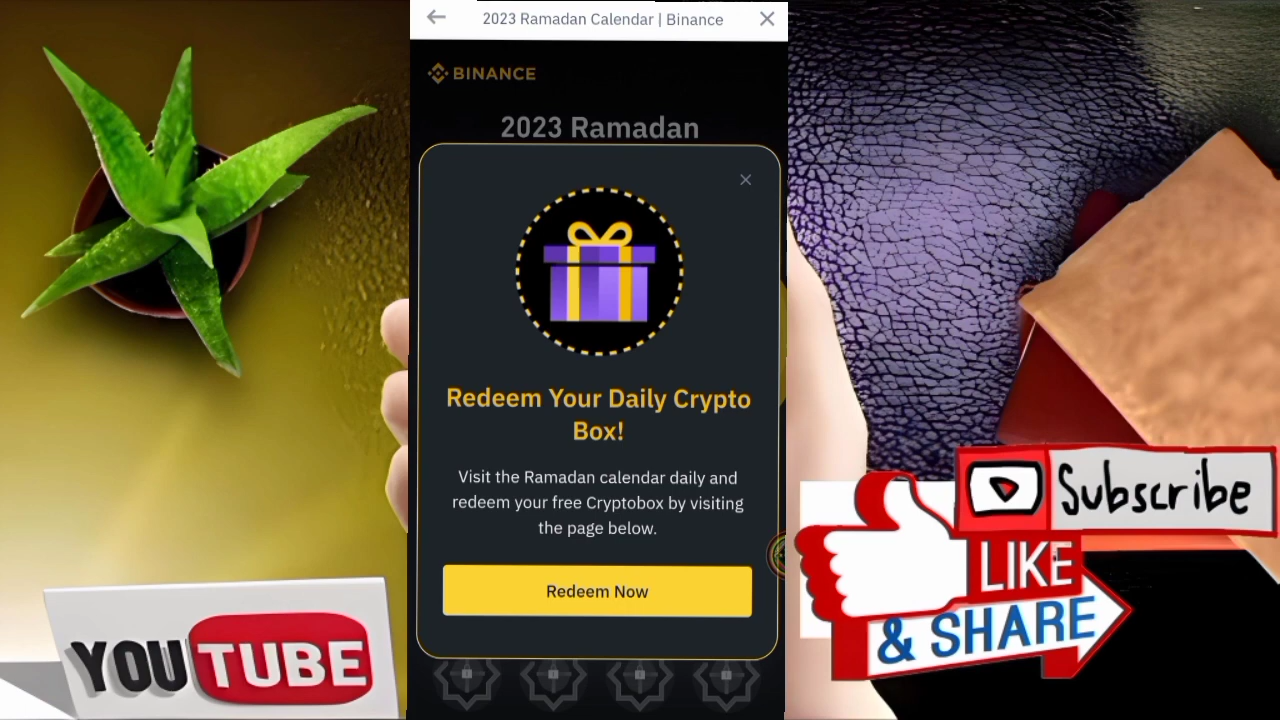 2023 Ramadan Calendar | Binance
BINANCE
2023 Ramadan
Redeem Your Daily Crypto
Box!
Visit the Ramadan calendar daily and
redeem your free Cryptobox by visiting
the page below.
Redeem Now
YOUTUBE
Subscribe
LIKE
& SHARE